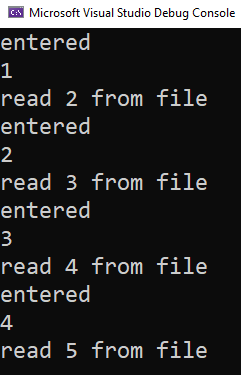 Microsoft Visual Studio Debug Console
entered
1
read 2 from file
entered
2
read 3 from file
entered
3
read 4 from file
entered
4
read 5 from file